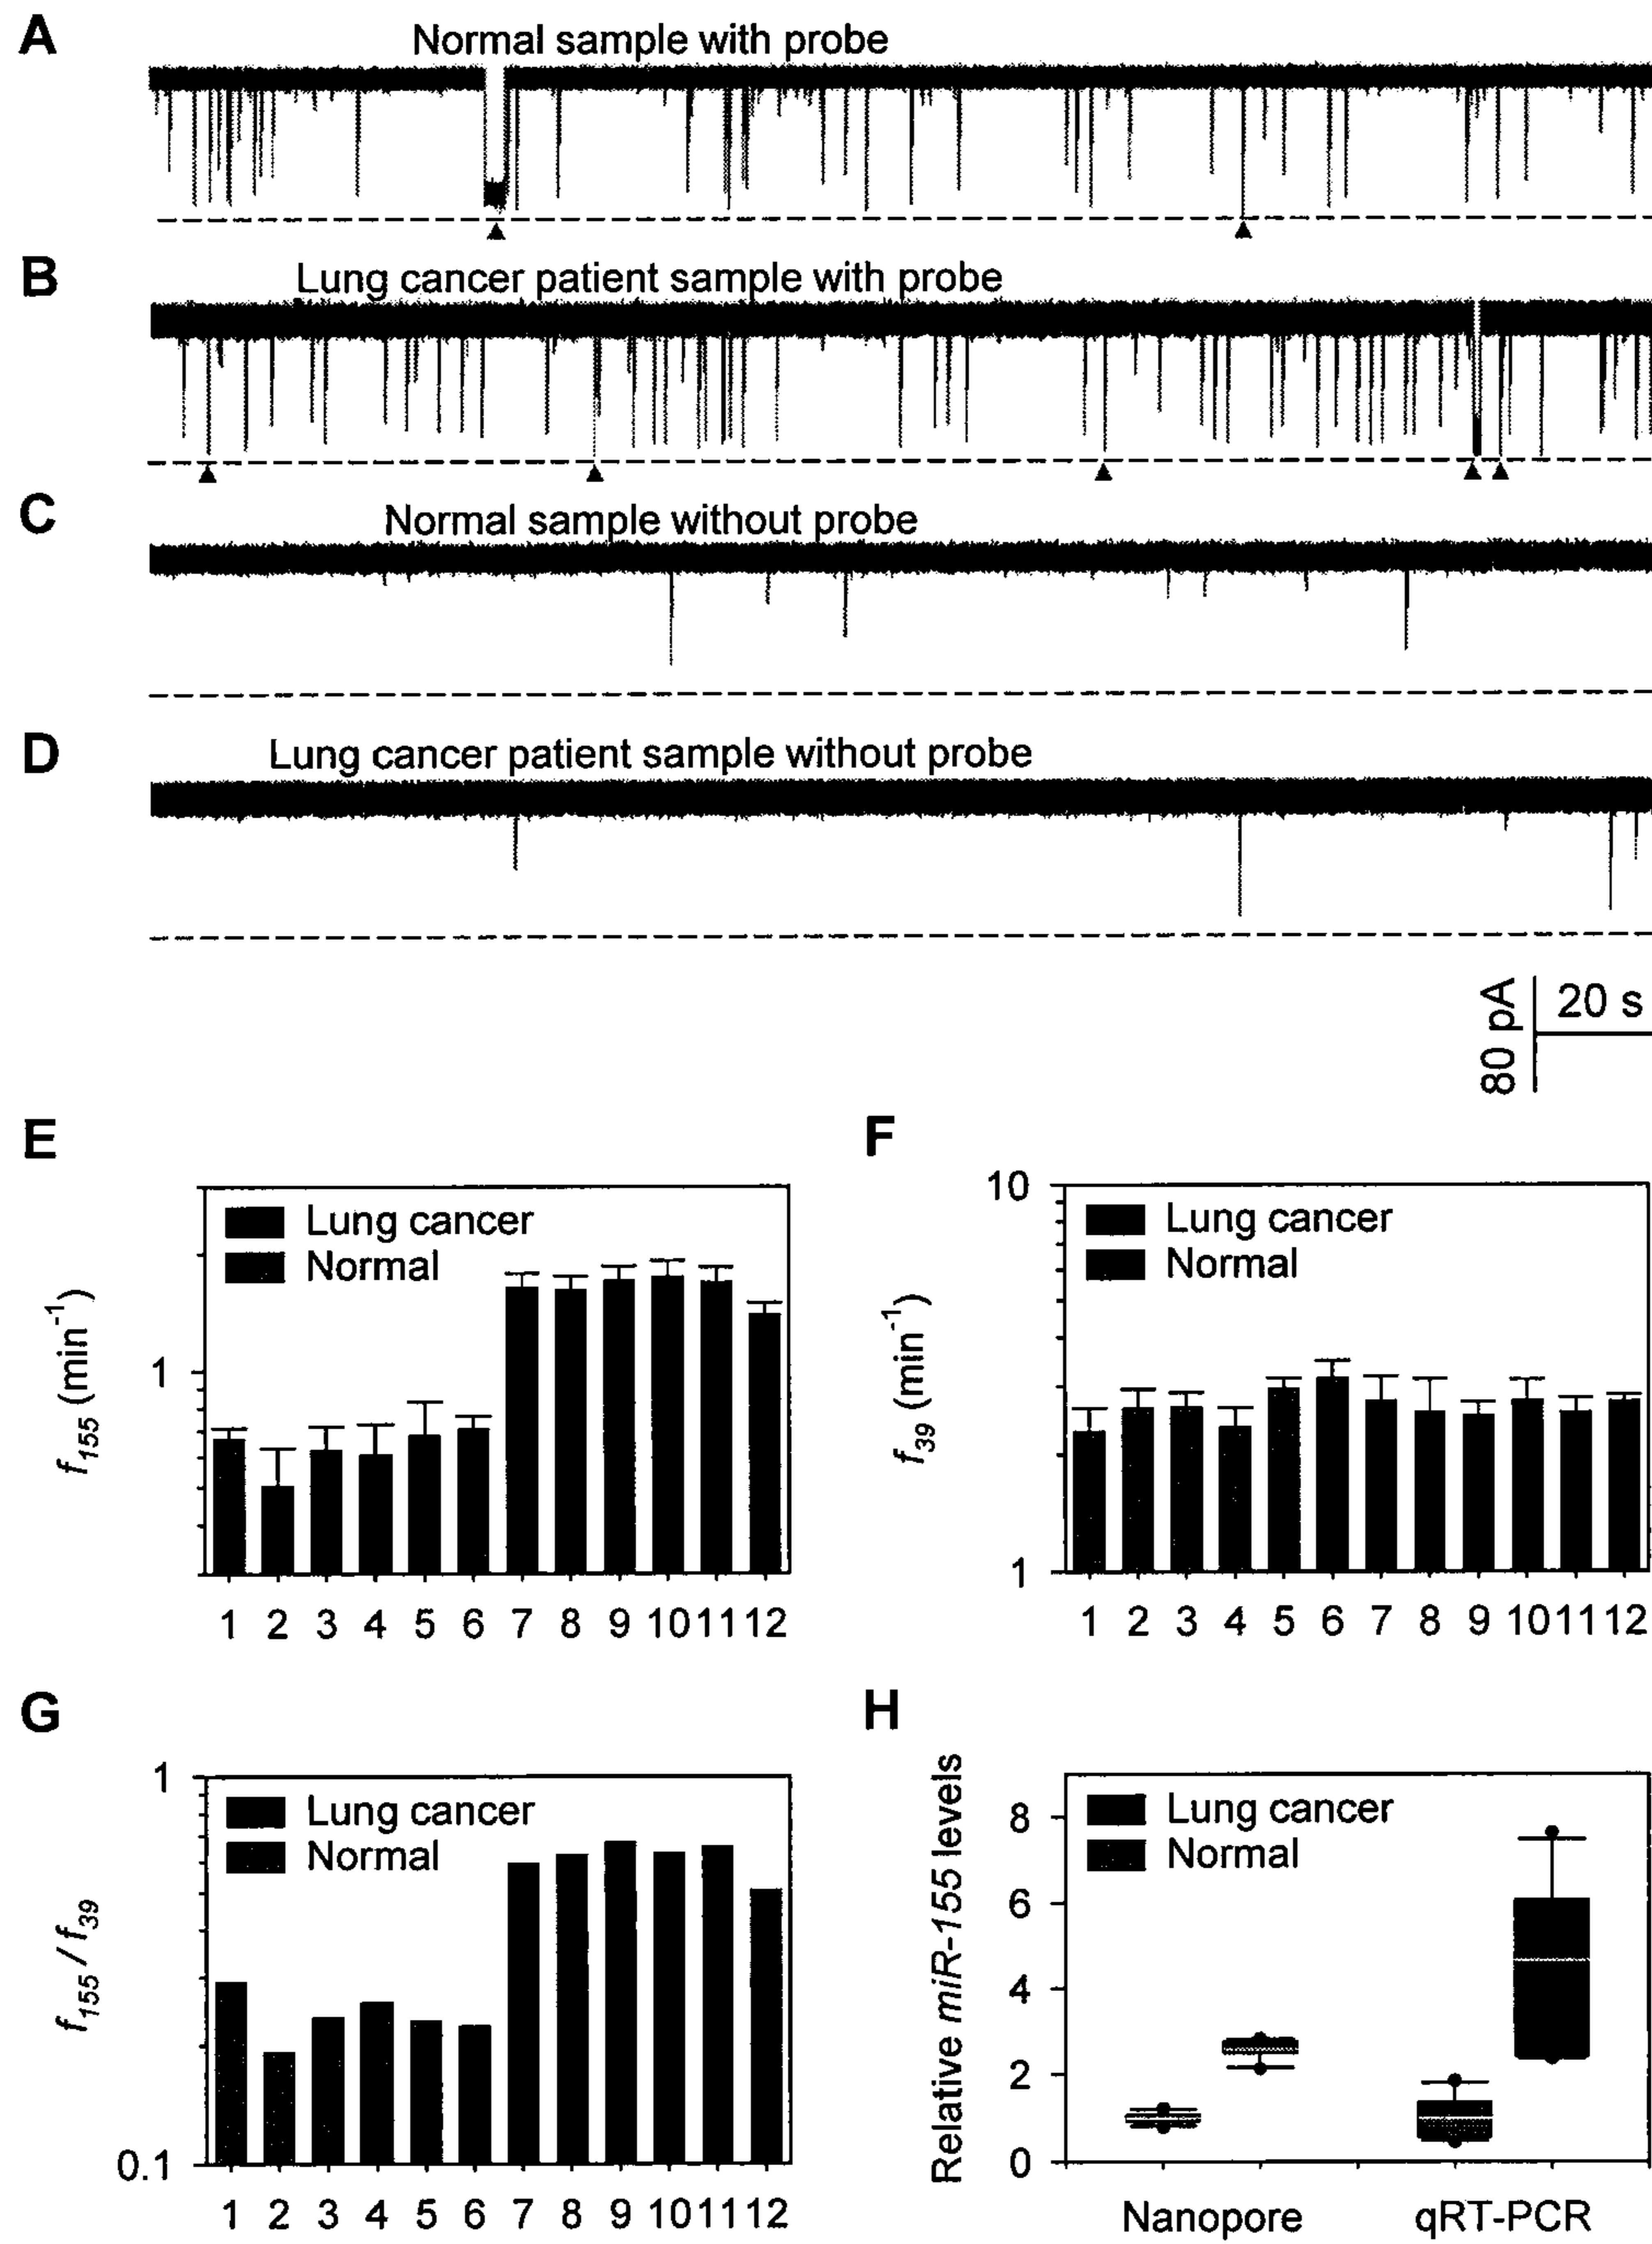 A
Normal sample with probe
B
Lung cancer patient sample with probe
C
Normal sample without probe
D
Lung cancer patient sample without probe
80 pA
20 s
E
Lung cancer
Normal
f155 (min-1)
1
1 2 3 4 5 6 7 8 9 10 11 12
F
10
Lung cancer
Normal
f39 (min-1)
1
1 2 3 4 5 6 7 8 9 10 11 12
G
1
Lung cancer
Normal
f155 / f39
0.1
1 2 3 4 5 6 7 8 9 10 11 12
H
Lung cancer
Normal
Relative miR-155 levels
8
6
4
2
0
Nanopore qRT-PCR